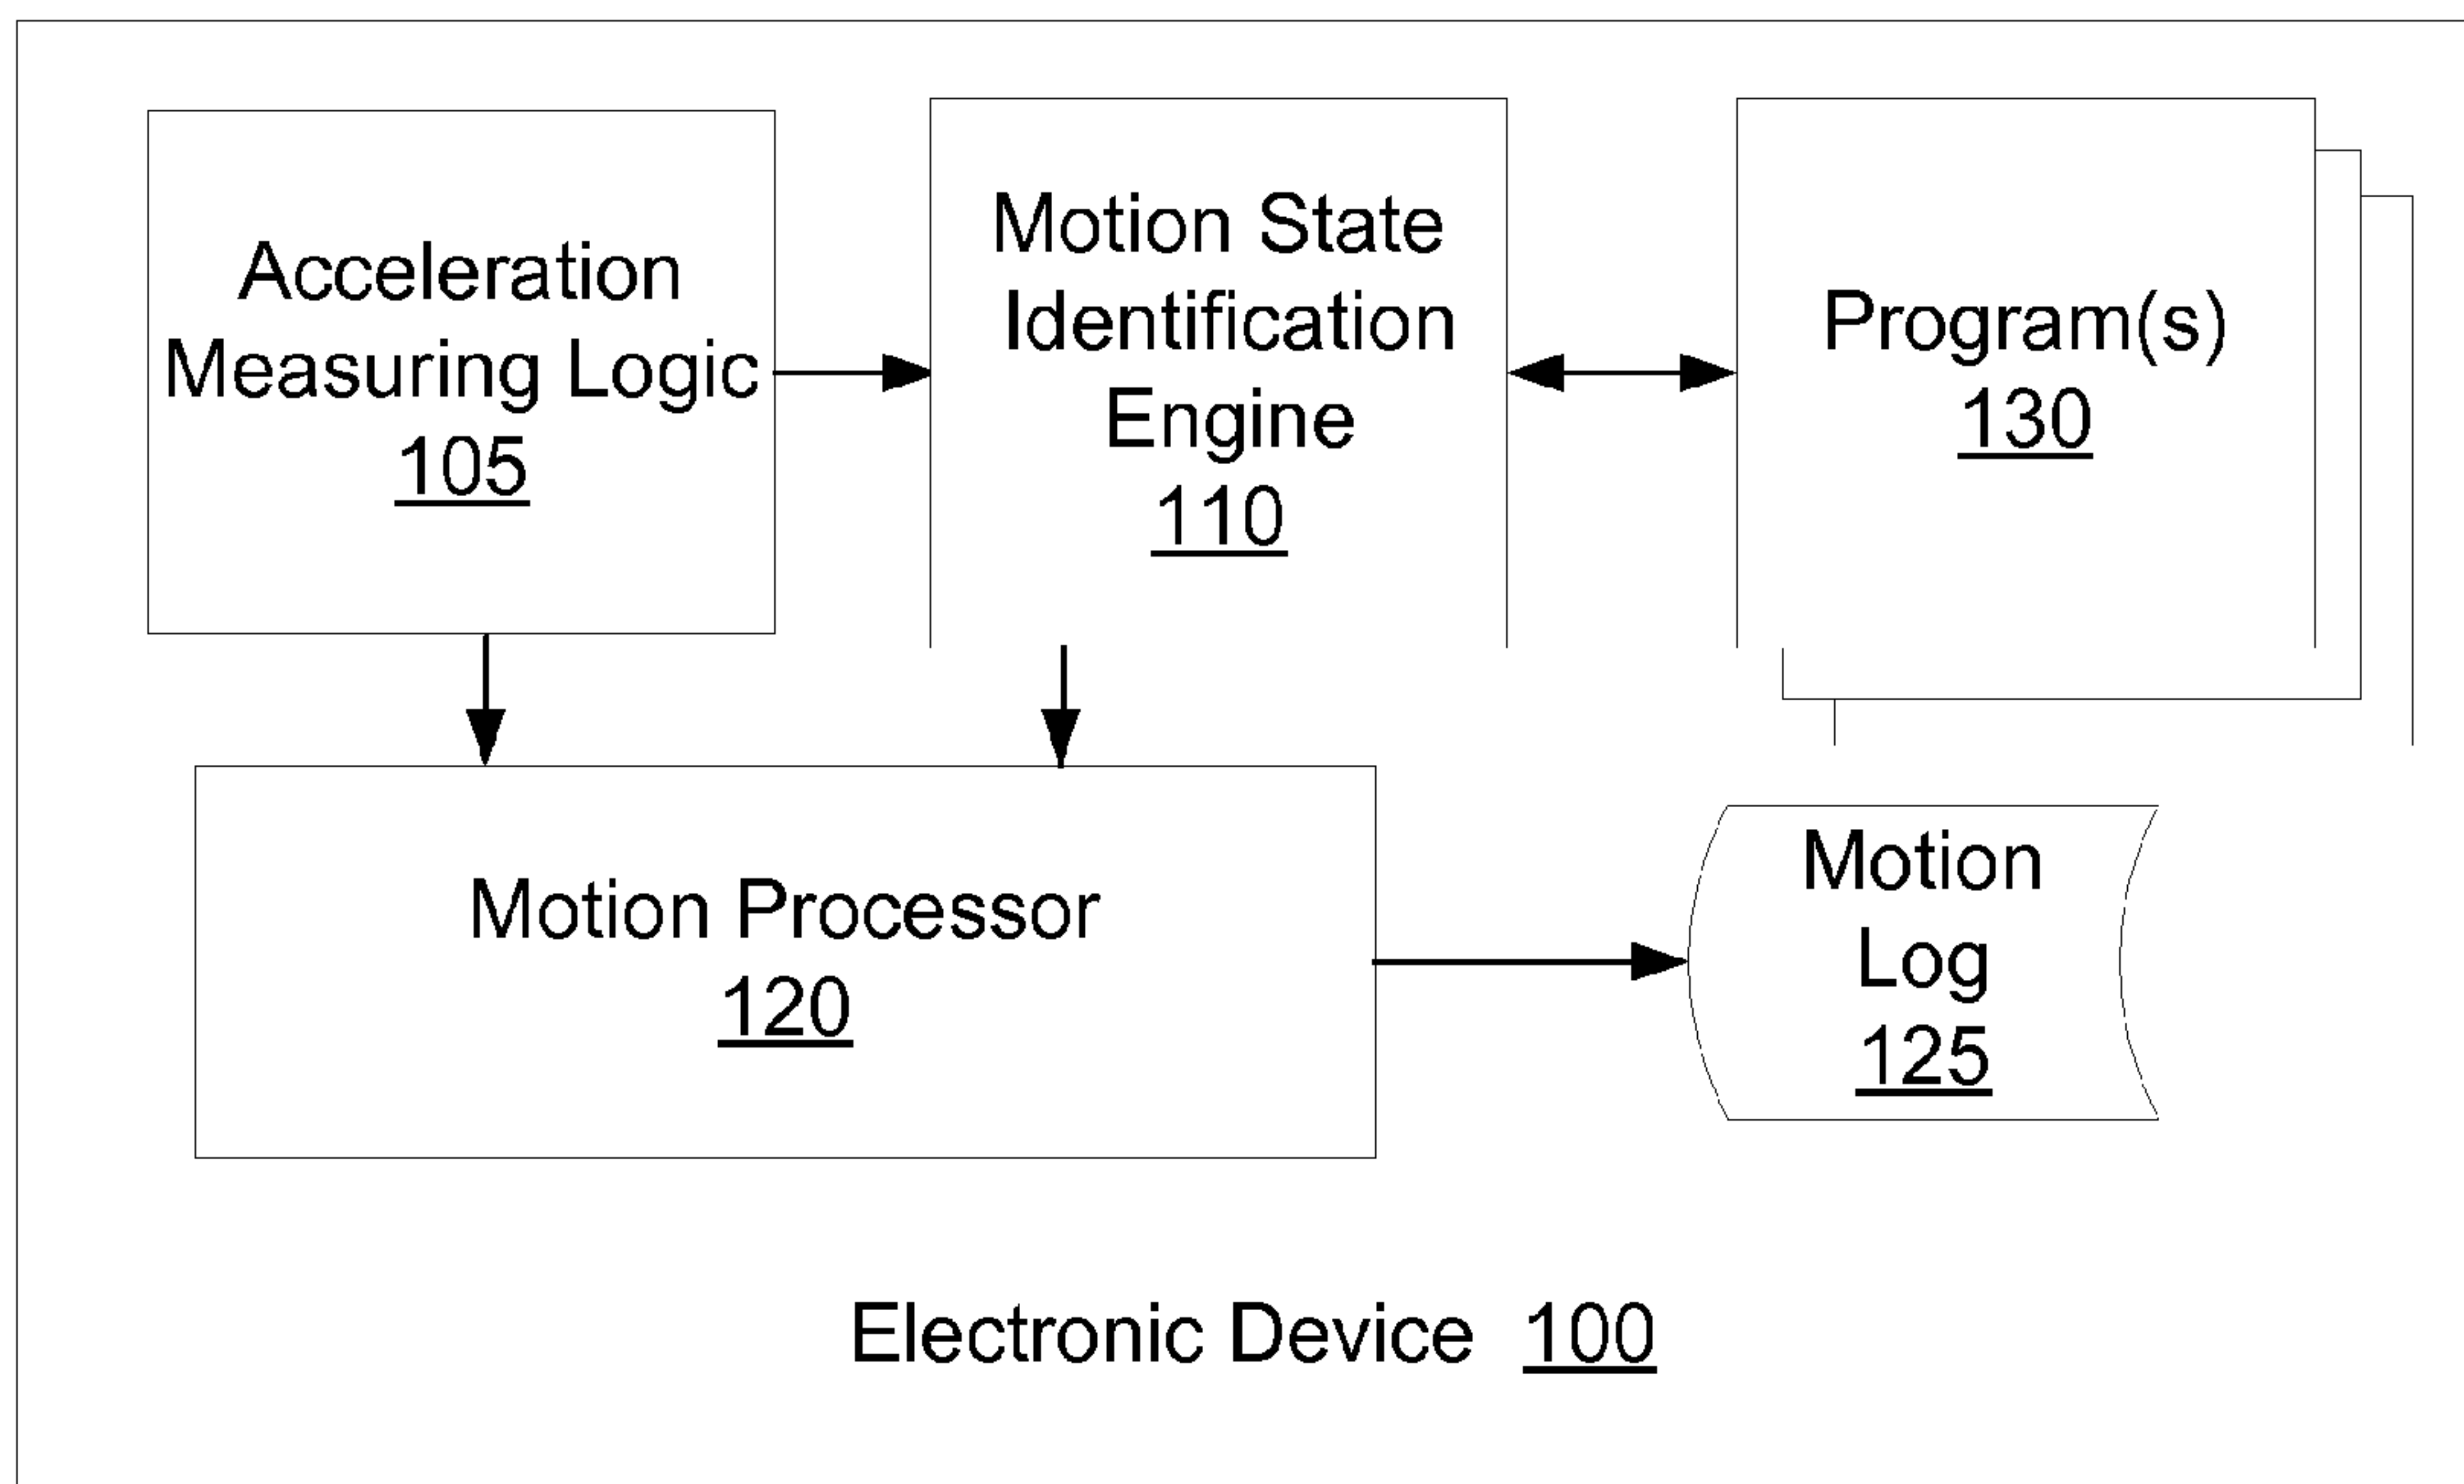 Acceleration
Measuring Logic
105
Motion State
Identification
Engine
110
Program(s)
130
Motion Processor
120
Motion
Log
125
Electronic Device 100